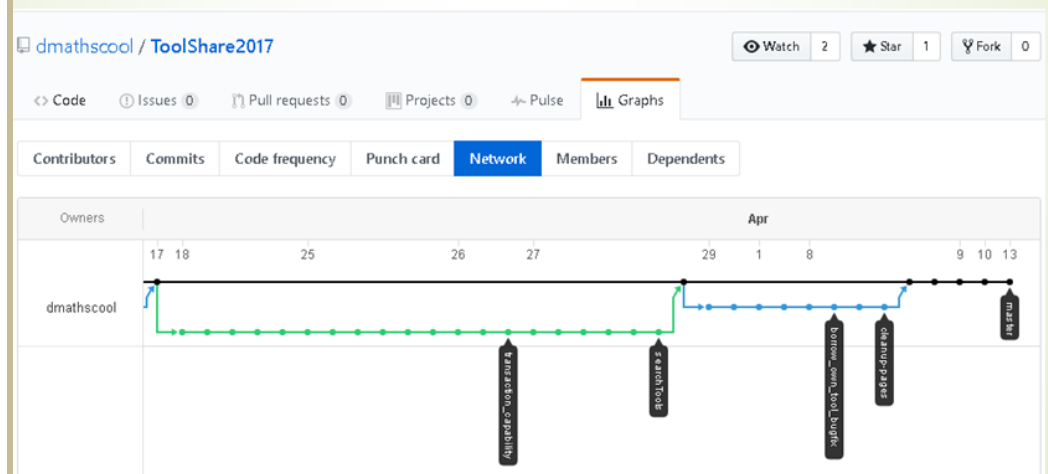 dmathscool / ToolShare2017
Watch 2 Star 1 Fork 0
<> Code Issues 0 Pull requests 0 Projects 0 Pulse Graphs
Contributors Commits Code frequency Punch card Network Members Dependents
Owners Apr
17 18 25 26 27 29 1 8 9 10 13
dmathscool
transaction_capability
searchTools
borrow_own_tool_bugfix
cleanup-pages
master